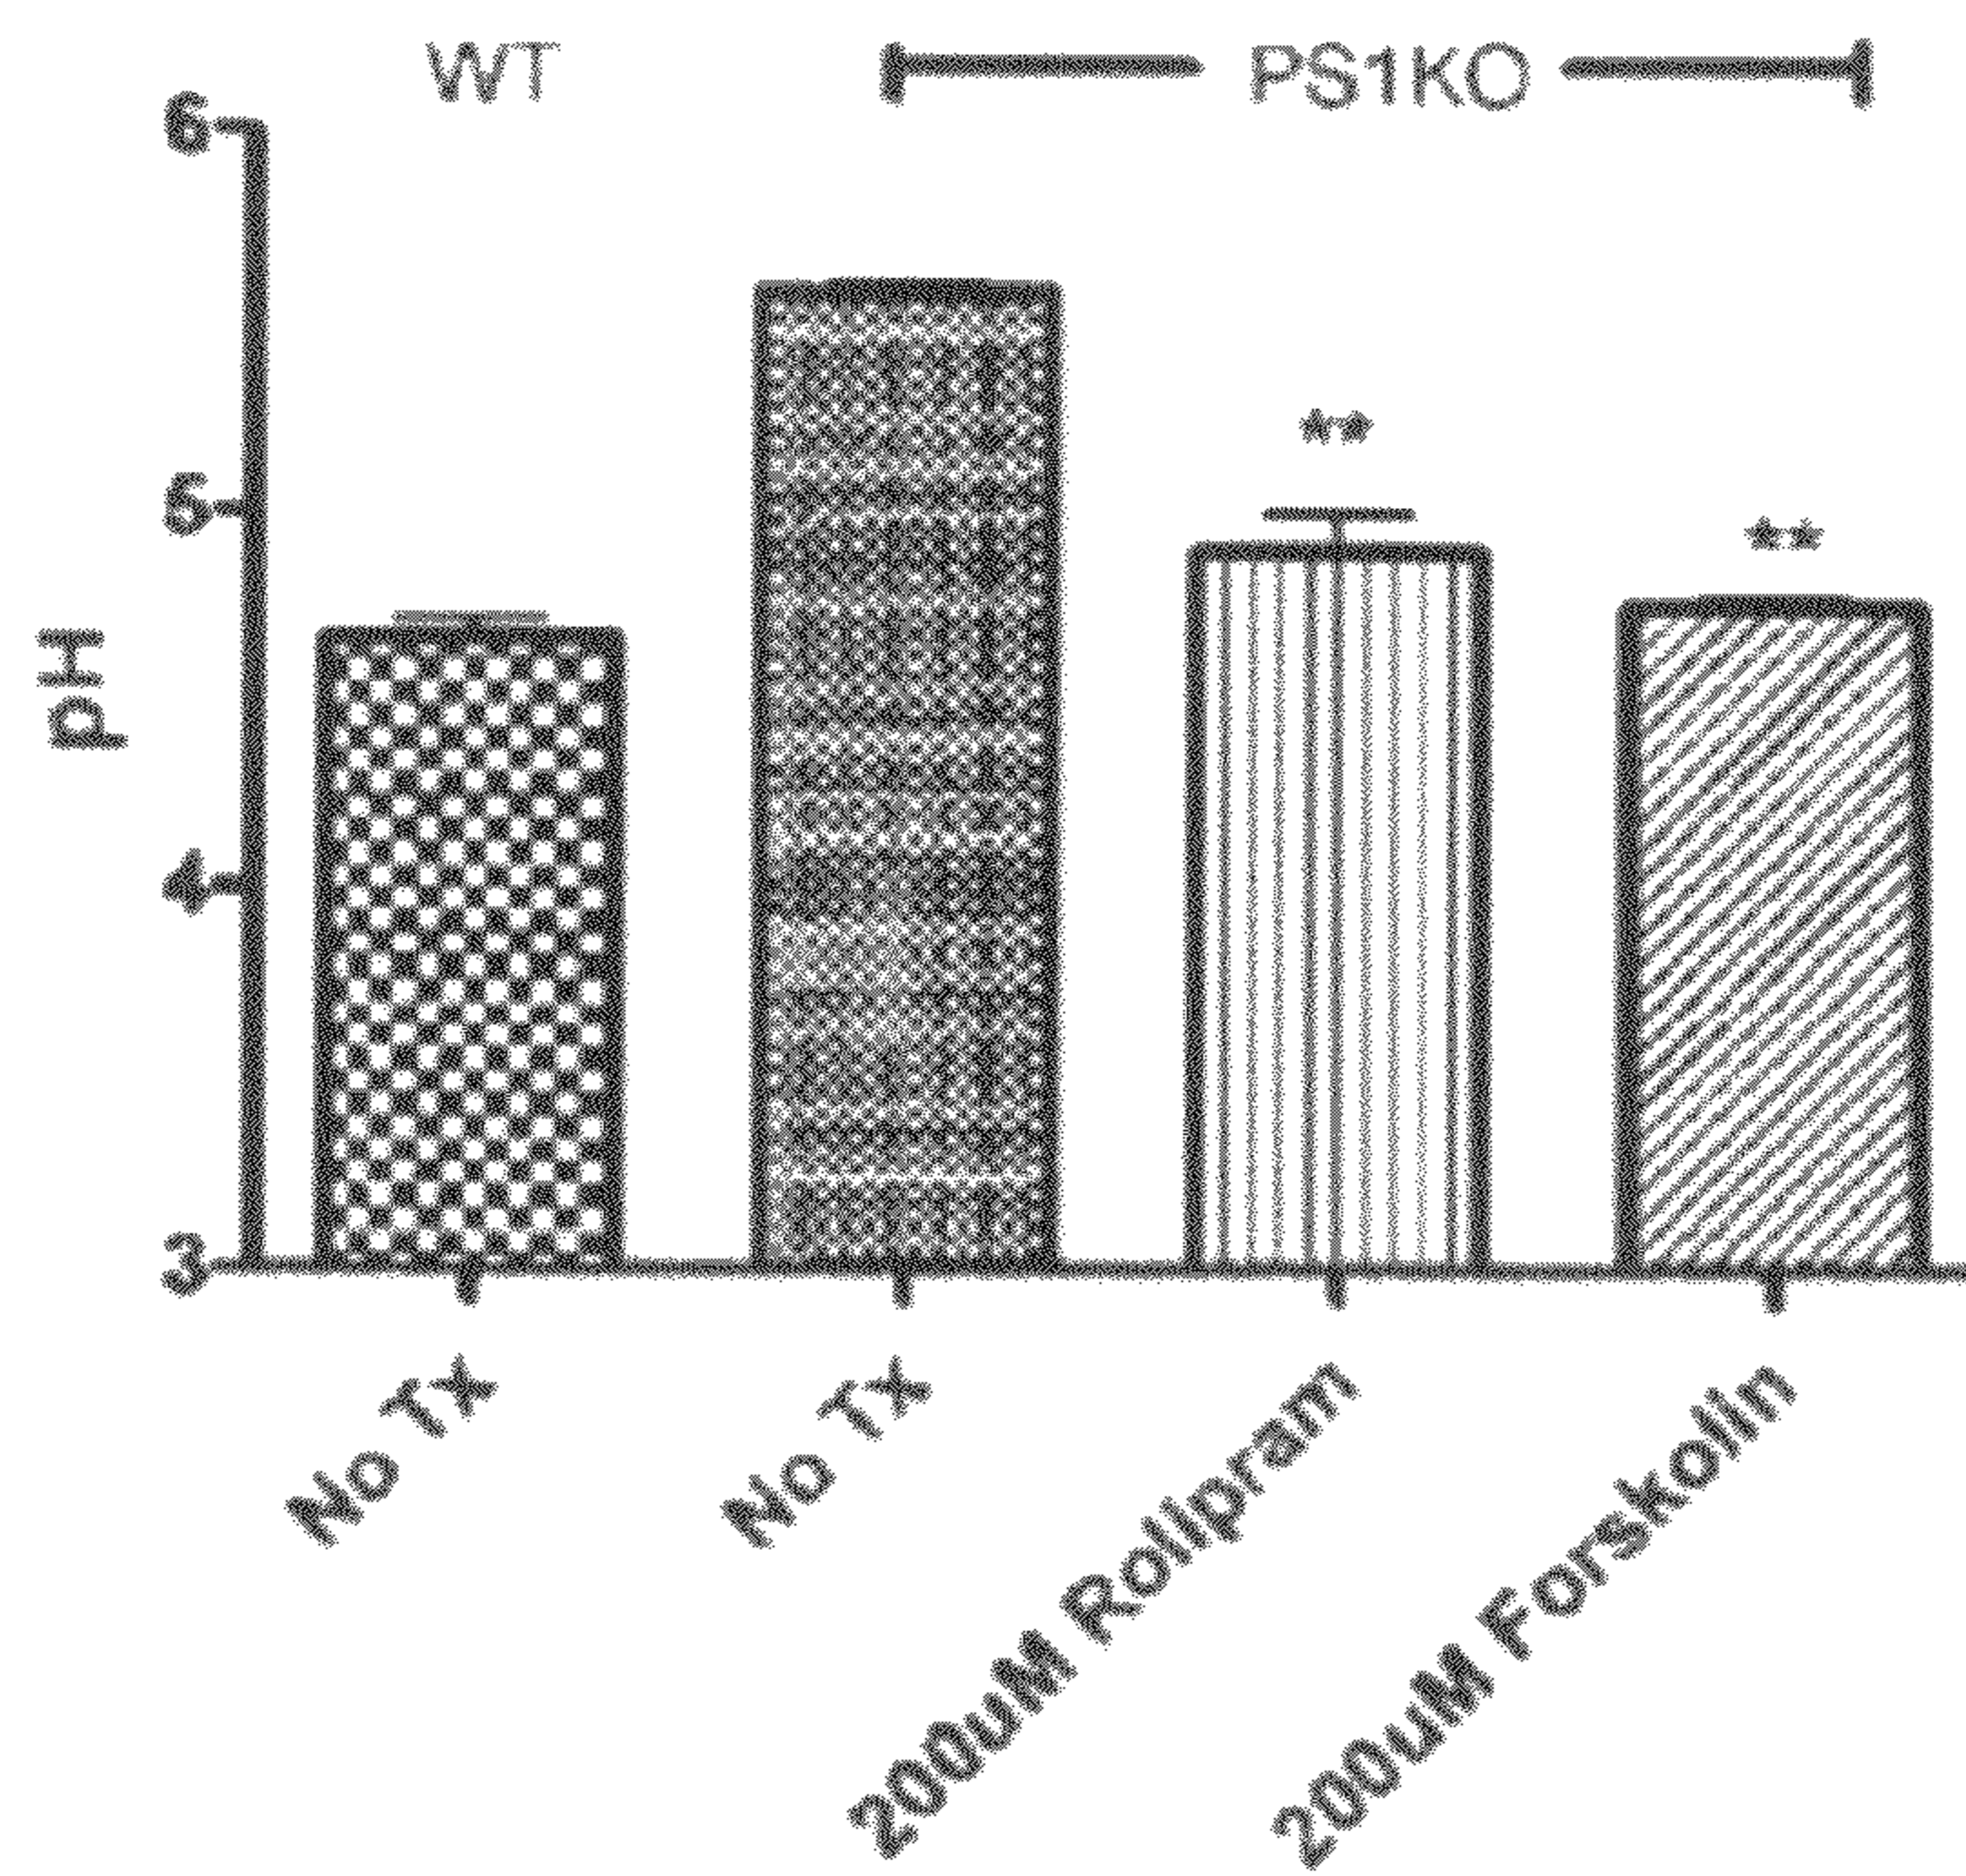 WT
PS1KO
6
5
4
3
pH
**
**
No Tx
No Tx
200uM Rolipram
200uM Forskolin